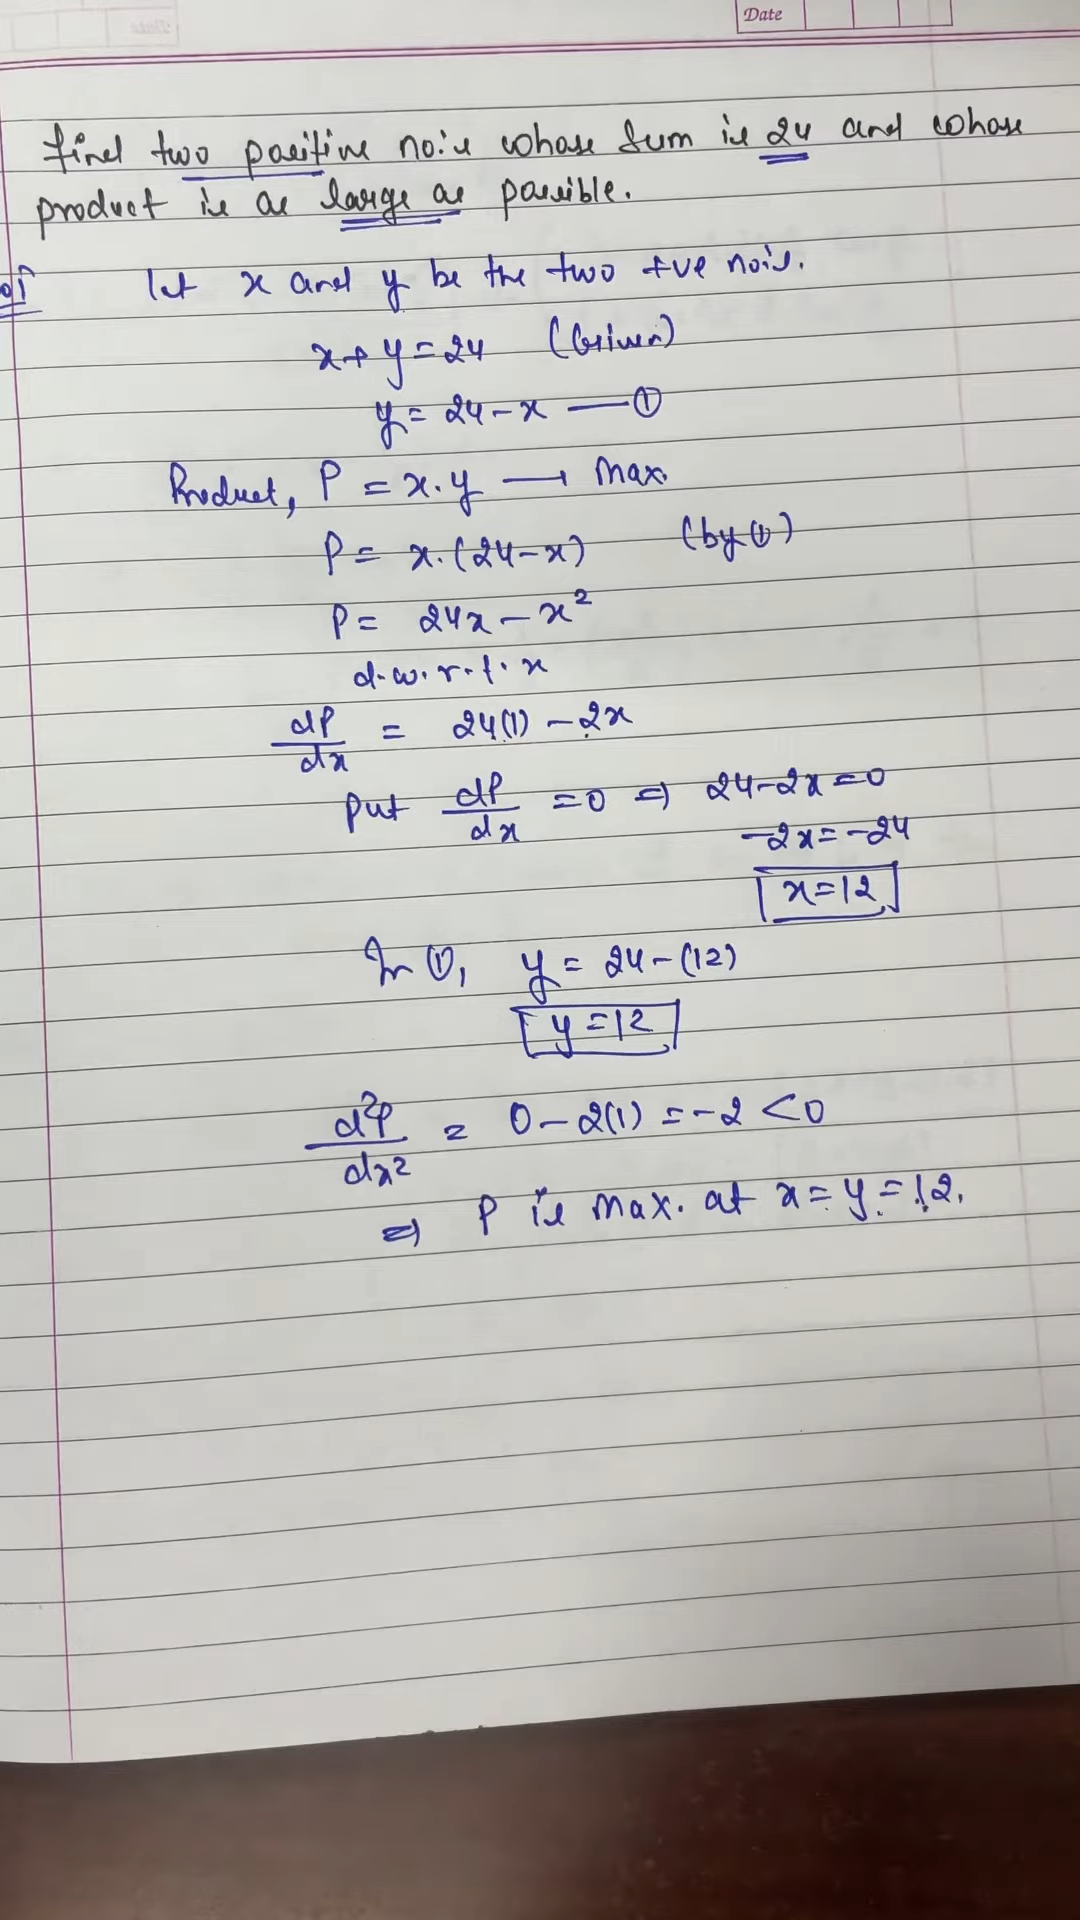 Date
find two positive no.'s whose sum is 24 and whose
product is as large as possible.
Sol
let x and y be the two +ve no.'s.
x + y = 24 (Given)
y = 24 - x — ①
Product, P = x.y → Max.
P = x.(24-x) (by ①)
P = 24x - x²
d.w.r.t. x
dP/dx = 24(1) - 2x
Put dP/dx = 0 ⇒ 24-2x=0
-2x = -24
x=12
In ①, y = 24-(12)
y=12
d²P/dx² = 0-2(1) = -2 <0
⇒ P is max. at x = y = 12.